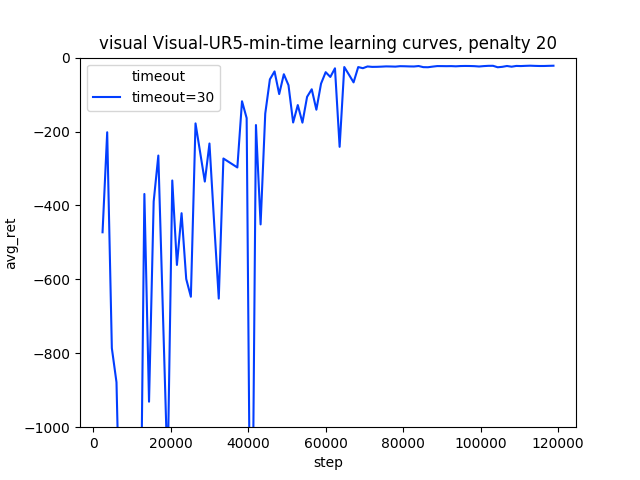 visual Visual-UR5-min-time learning curves, penalty 20
timeout
timeout=30
0
−200
−400
−600
−800
−1000
avg_ret
0
20000
40000
60000
80000
100000
120000
step